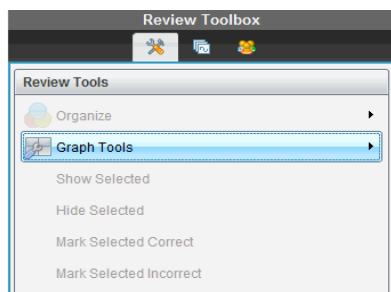 Review Toolbox
Review Tools
Organize
Graph Tools
Show Selected
Hide Selected
Mark Selected Correct
Mark Selected Incorrect